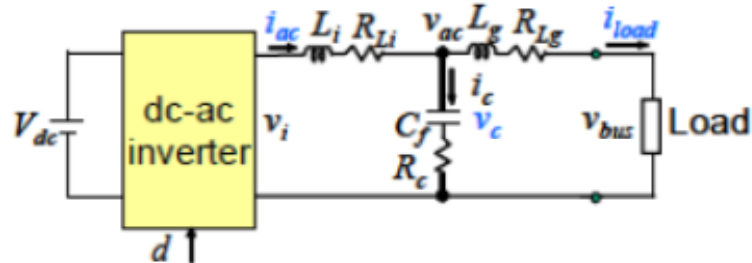 i_ac L_i R_Li v_ac L_g R_Lg i_load
i_c
V_dc dc-ac inverter v_i C_f v_c v_bus Load
R_c
d